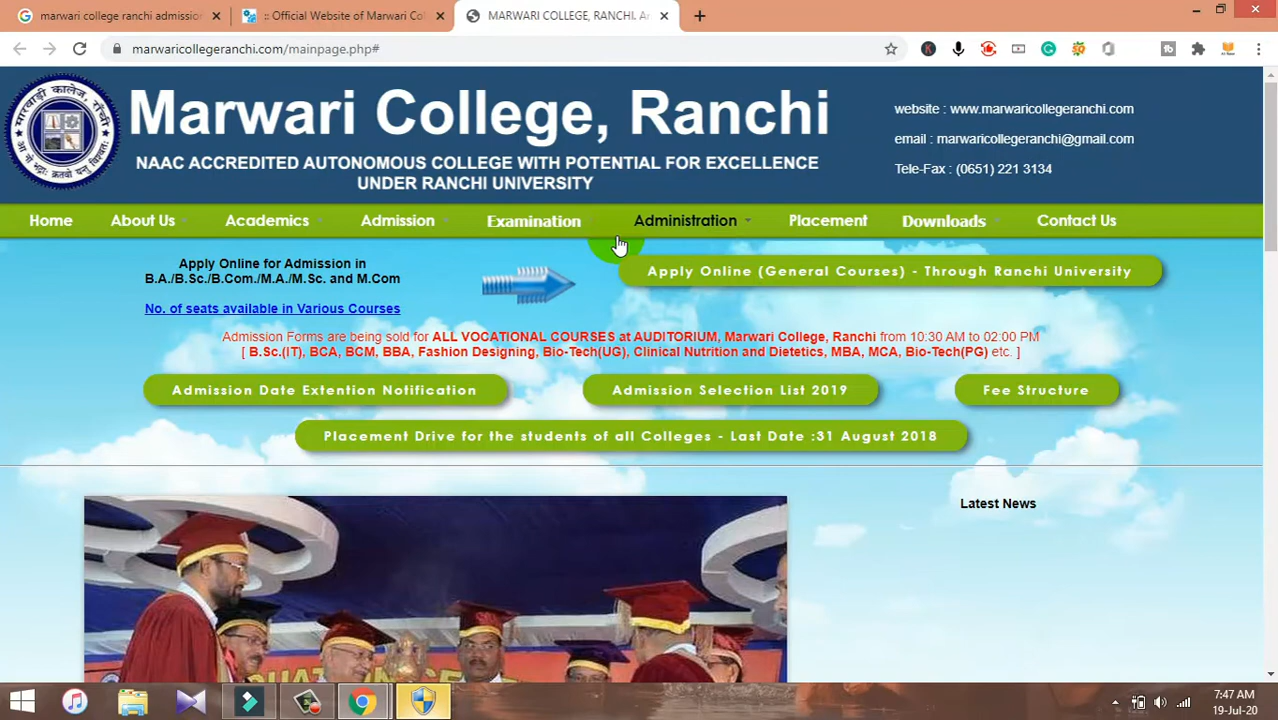 marwari college ranchi admission
:: Official Website of Marwari Col
MARWARI COLLEGE, RANCHI. Ar
marwaricollegeranchi.com/mainpage.php#
Marwari College, Ranchi
NAAC ACCREDITED AUTONOMOUS COLLEGE WITH POTENTIAL FOR EXCELLENCE
UNDER RANCHI UNIVERSITY
website : www.marwaricollegeranchi.com
email : marwaricollegeranchi@gmail.com
Tele-Fax : (0651) 221 3134
Home About Us Academics Admission Examination Administration Placement Downloads Contact Us
Apply Online for Admission in
B.A./B.Sc./B.Com./M.A./M.Sc. and M.Com
No. of seats available in Various Courses
Apply Online (General Courses) - Through Ranchi University
Admission Forms are being sold for ALL VOCATIONAL COURSES at AUDITORIUM, Marwari College, Ranchi from 10:30 AM to 02:00 PM
[ B.Sc.(IT), BCA, BCM, BBA, Fashion Designing, Bio-Tech(UG), Clinical Nutrition and Dietetics, MBA, MCA, Bio-Tech(PG) etc. ]
Admission Date Extention Notification
Admission Selection List 2019
Fee Structure
Placement Drive for the students of all Colleges - Last Date :31 August 2018
Latest News
7:47 AM
19-Jul-20